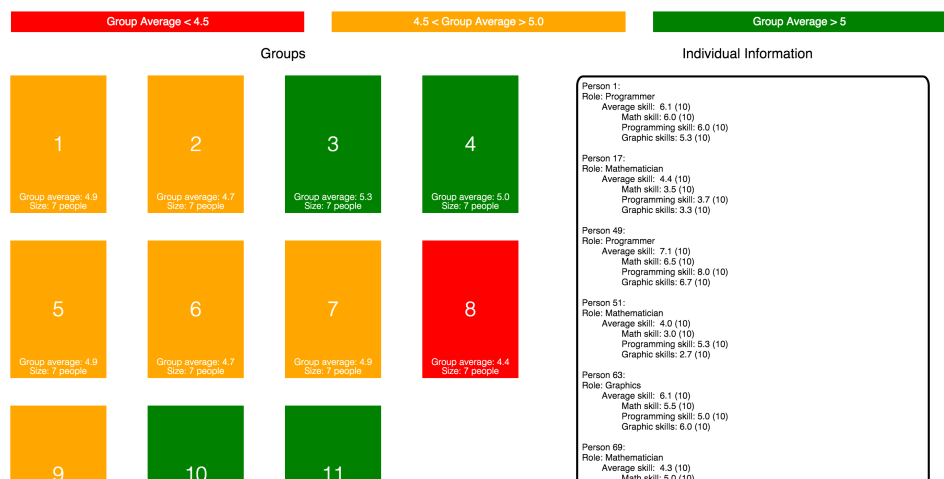 Group Average < 4.5
4.5 < Group Average > 5.0
Group Average > 5
Groups
Individual Information
1
Group average: 4.9
Size: 7 people
2
Group average: 4.7
Size: 7 people
3
Group average: 5.3
Size: 7 people
4
Group average: 5.0
Size: 7 people
5
Group average: 4.9
Size: 7 people
6
Group average: 4.7
Size: 7 people
7
Group average: 4.9
Size: 7 people
8
Group average: 4.4
Size: 7 people
9
10
11
Person 1:
Role: Programmer
Average skill: 6.1 (10)
Math skill: 6.0 (10)
Programming skill: 6.0 (10)
Graphic skills: 5.3 (10)
Person 17:
Role: Mathematician
Average skill: 4.4 (10)
Math skill: 3.5 (10)
Programming skill: 3.7 (10)
Graphic skills: 3.3 (10)
Person 49:
Role: Programmer
Average skill: 7.1 (10)
Math skill: 6.5 (10)
Programming skill: 8.0 (10)
Graphic skills: 6.7 (10)
Person 51:
Role: Mathematician
Average skill: 4.0 (10)
Math skill: 3.0 (10)
Programming skill: 5.3 (10)
Graphic skills: 2.7 (10)
Person 63:
Role: Graphics
Average skill: 6.1 (10)
Math skill: 5.5 (10)
Programming skill: 5.0 (10)
Graphic skills: 6.0 (10)
Person 69:
Role: Mathematician
Average skill: 4.3 (10)
Math skill: 5.0 (10)